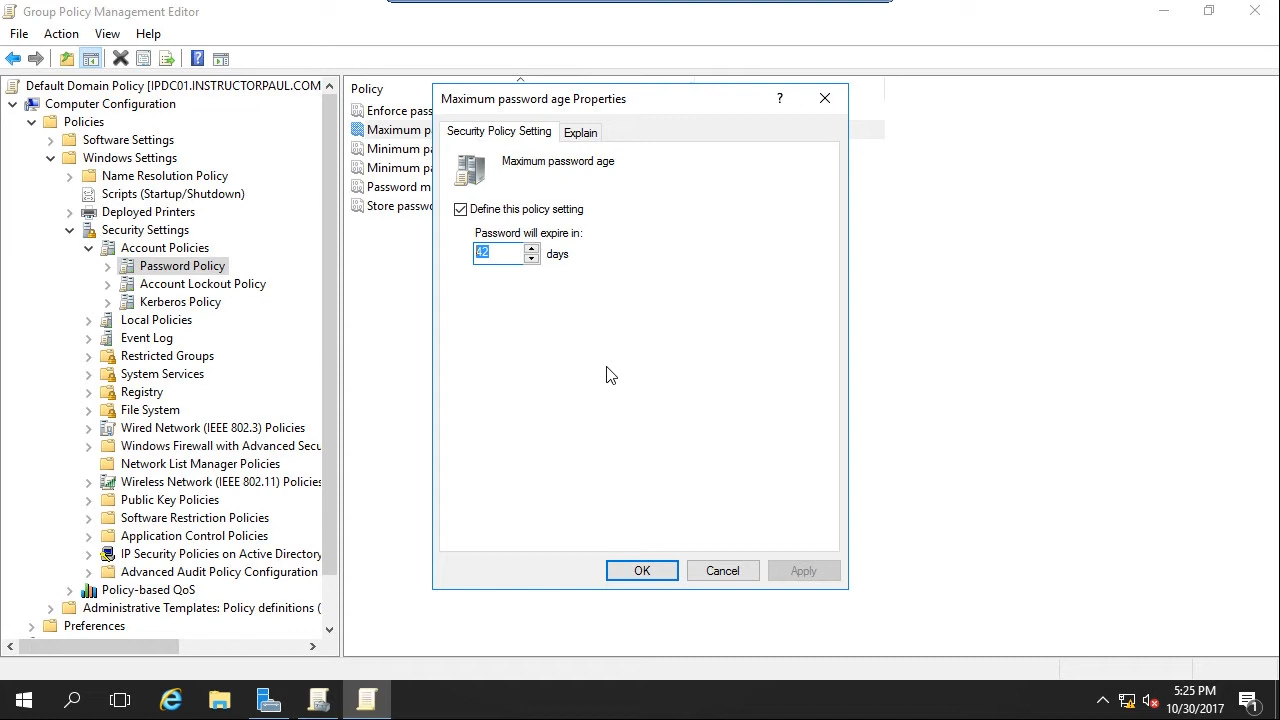 Group Policy Management Editor
File Action View Help
Default Domain Policy [IPDC01.INSTRUCTORPAUL.COM
Computer Configuration
Policies
Software Settings
Windows Settings
Name Resolution Policy
Scripts (Startup/Shutdown)
Deployed Printers
Security Settings
Account Policies
Password Policy
Account Lockout Policy
Kerberos Policy
Local Policies
Event Log
Restricted Groups
System Services
Registry
File System
Wired Network (IEEE 802.3) Policies
Windows Firewall with Advanced Secu
Network List Manager Policies
Wireless Network (IEEE 802.11) Policies
Public Key Policies
Software Restriction Policies
Application Control Policies
IP Security Policies on Active Directory
Advanced Audit Policy Configuration
Policy-based QoS
Administrative Templates: Policy definitions (
Preferences
Policy
Enforce pass
Maximum p
Minimum pa
Minimum pa
Password m
Store passwo
Maximum password age Properties
? 
Security Policy Setting Explain
Maximum password age
Define this policy setting
Password will expire in:
42 days
OK Cancel Apply
5:25 PM
10/30/2017
1